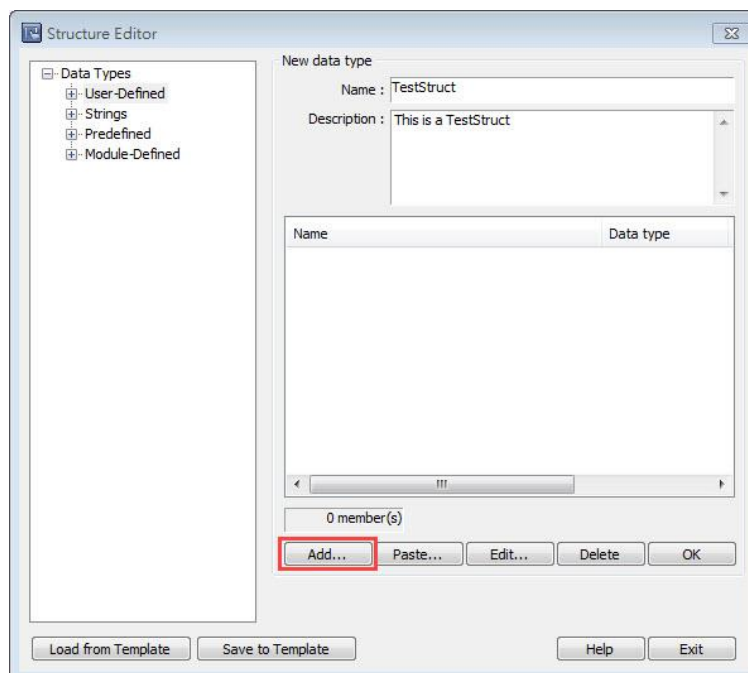 Structure Editor
Data Types
User-Defined
Strings
Predefined
Module-Defined
New data type
Name : TestStruct
Description : This is a TestStruct
Name Data type
0 member(s)
Add... Paste... Edit... Delete OK
Load from Template Save to Template Help Exit